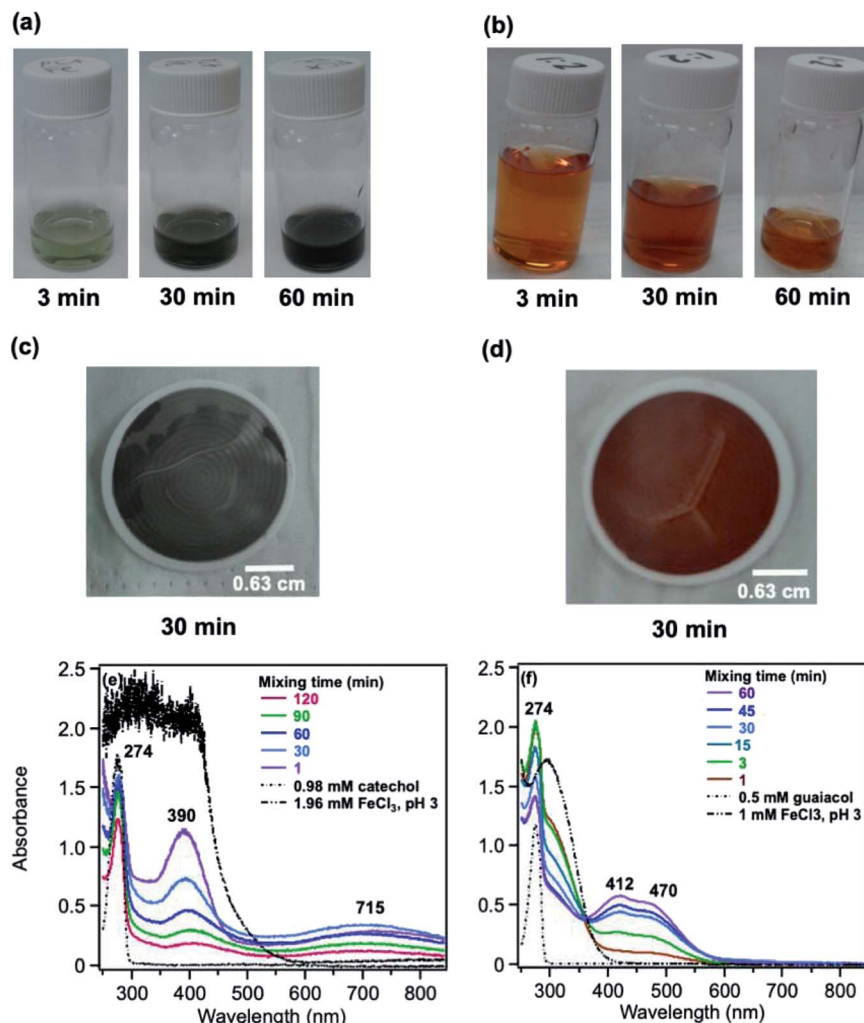 (a)
(b)
3 min
30 min
60 min
3 min
30 min
60 min
(c)
(d)
0.63 cm
0.63 cm
30 min
30 min
2.5
2.0
1.5
1.0
0.5
0
Absorbance
(e)
274
390
715
Mixing time (min)
120
90
60
30
1
0.98 mM catechol
1.96 mM FeCl3, pH 3
300 400 500 600 700 800
Wavelength (nm)
2.5
2.0
1.5
1.0
0.5
0.0
(f)
274
412
470
Mixing time (min)
60
45
30
15
3
1
0.5 mM guaiacol
1 mM FeCl3, pH 3
300 400 500 600 700 800
Wavelength (nm)